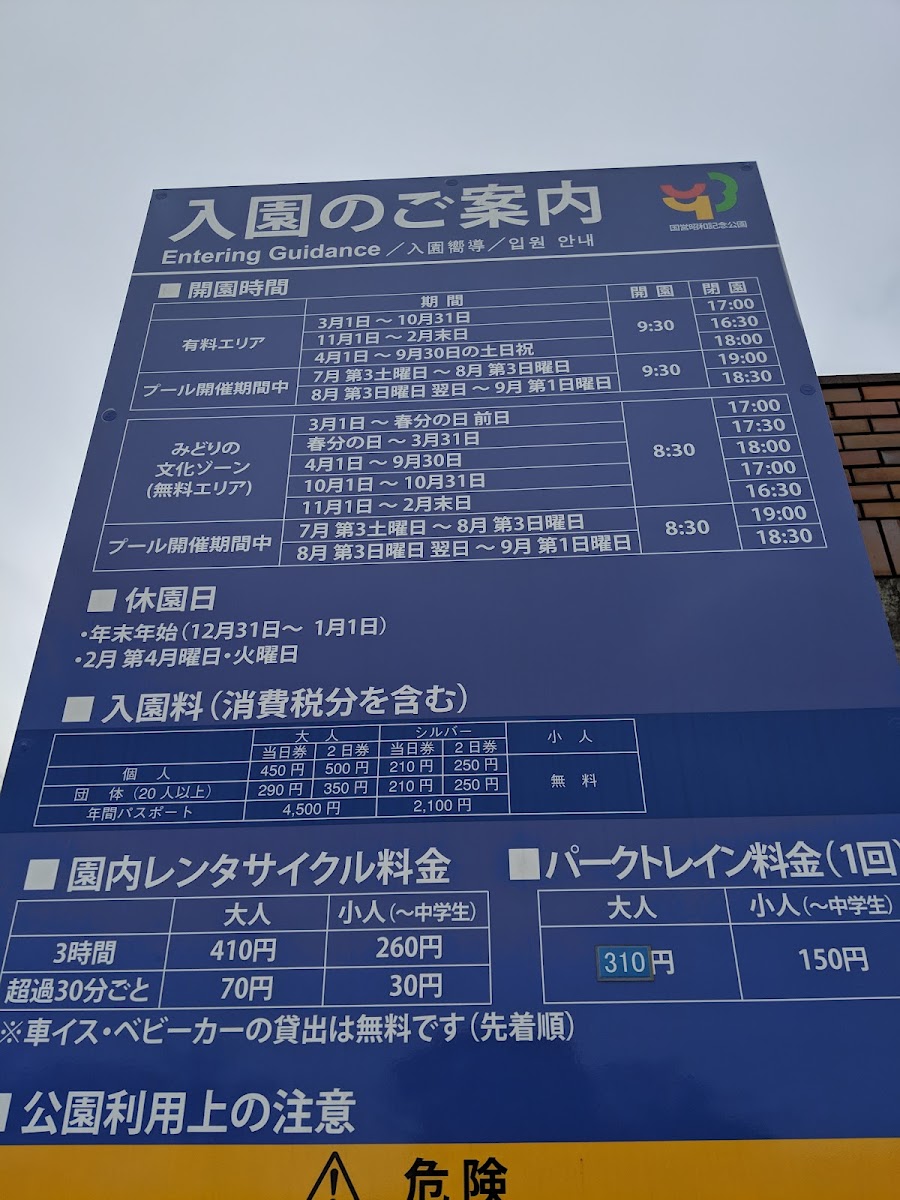 入園のご案内
国営昭和記念公園
Entering Guidance／入園嚮導／입원 안내
■ 開園時間
期 間 開 園 閉 園
有料エリア
3月1日 ～ 10月31日 9:30 17:00
11月1日 ～ 2月末日 16:30
4月1日 ～ 9月30日の土日祝 18:00
プール開催期間中
7月 第3土曜日 ～ 8月 第3日曜日 9:30 19:00
8月 第3日曜日 翌日 ～ 9月 第1日曜日 18:30
みどりの
文化ゾーン
(無料エリア)
3月1日 ～ 春分の日 前日 8:30 17:00
春分の日 ～ 3月31日 17:30
4月1日 ～ 9月30日 18:00
10月1日 ～ 10月31日 17:00
11月1日 ～ 2月末日 16:30
プール開催期間中
7月 第3土曜日 ～ 8月 第3日曜日 8:30 19:00
8月 第3日曜日 翌日 ～ 9月 第1日曜日 18:30
■ 休園日
・年末年始（12月31日～ 1月1日）
・2月 第4月曜日・火曜日
■ 入園料（消費税分を含む）
大 人 シルバー 小 人
当日券 2日券 当日券 2日券
個 人 450円 500円 210円 250円 無 料
団 体（20人以上） 290円 350円 210円 250円
年間パスポート 4,500円 2,100円
■ 園内レンタサイクル料金
大人 小人（～中学生）
3時間 410円 260円
超過30分ごと 70円 30円
■パークトレイン料金（1回）
大人 小人（～中学生）
310円 150円
※車イス・ベビーカーの貸出は無料です（先着順）
■ 公園利用上の注意
危険